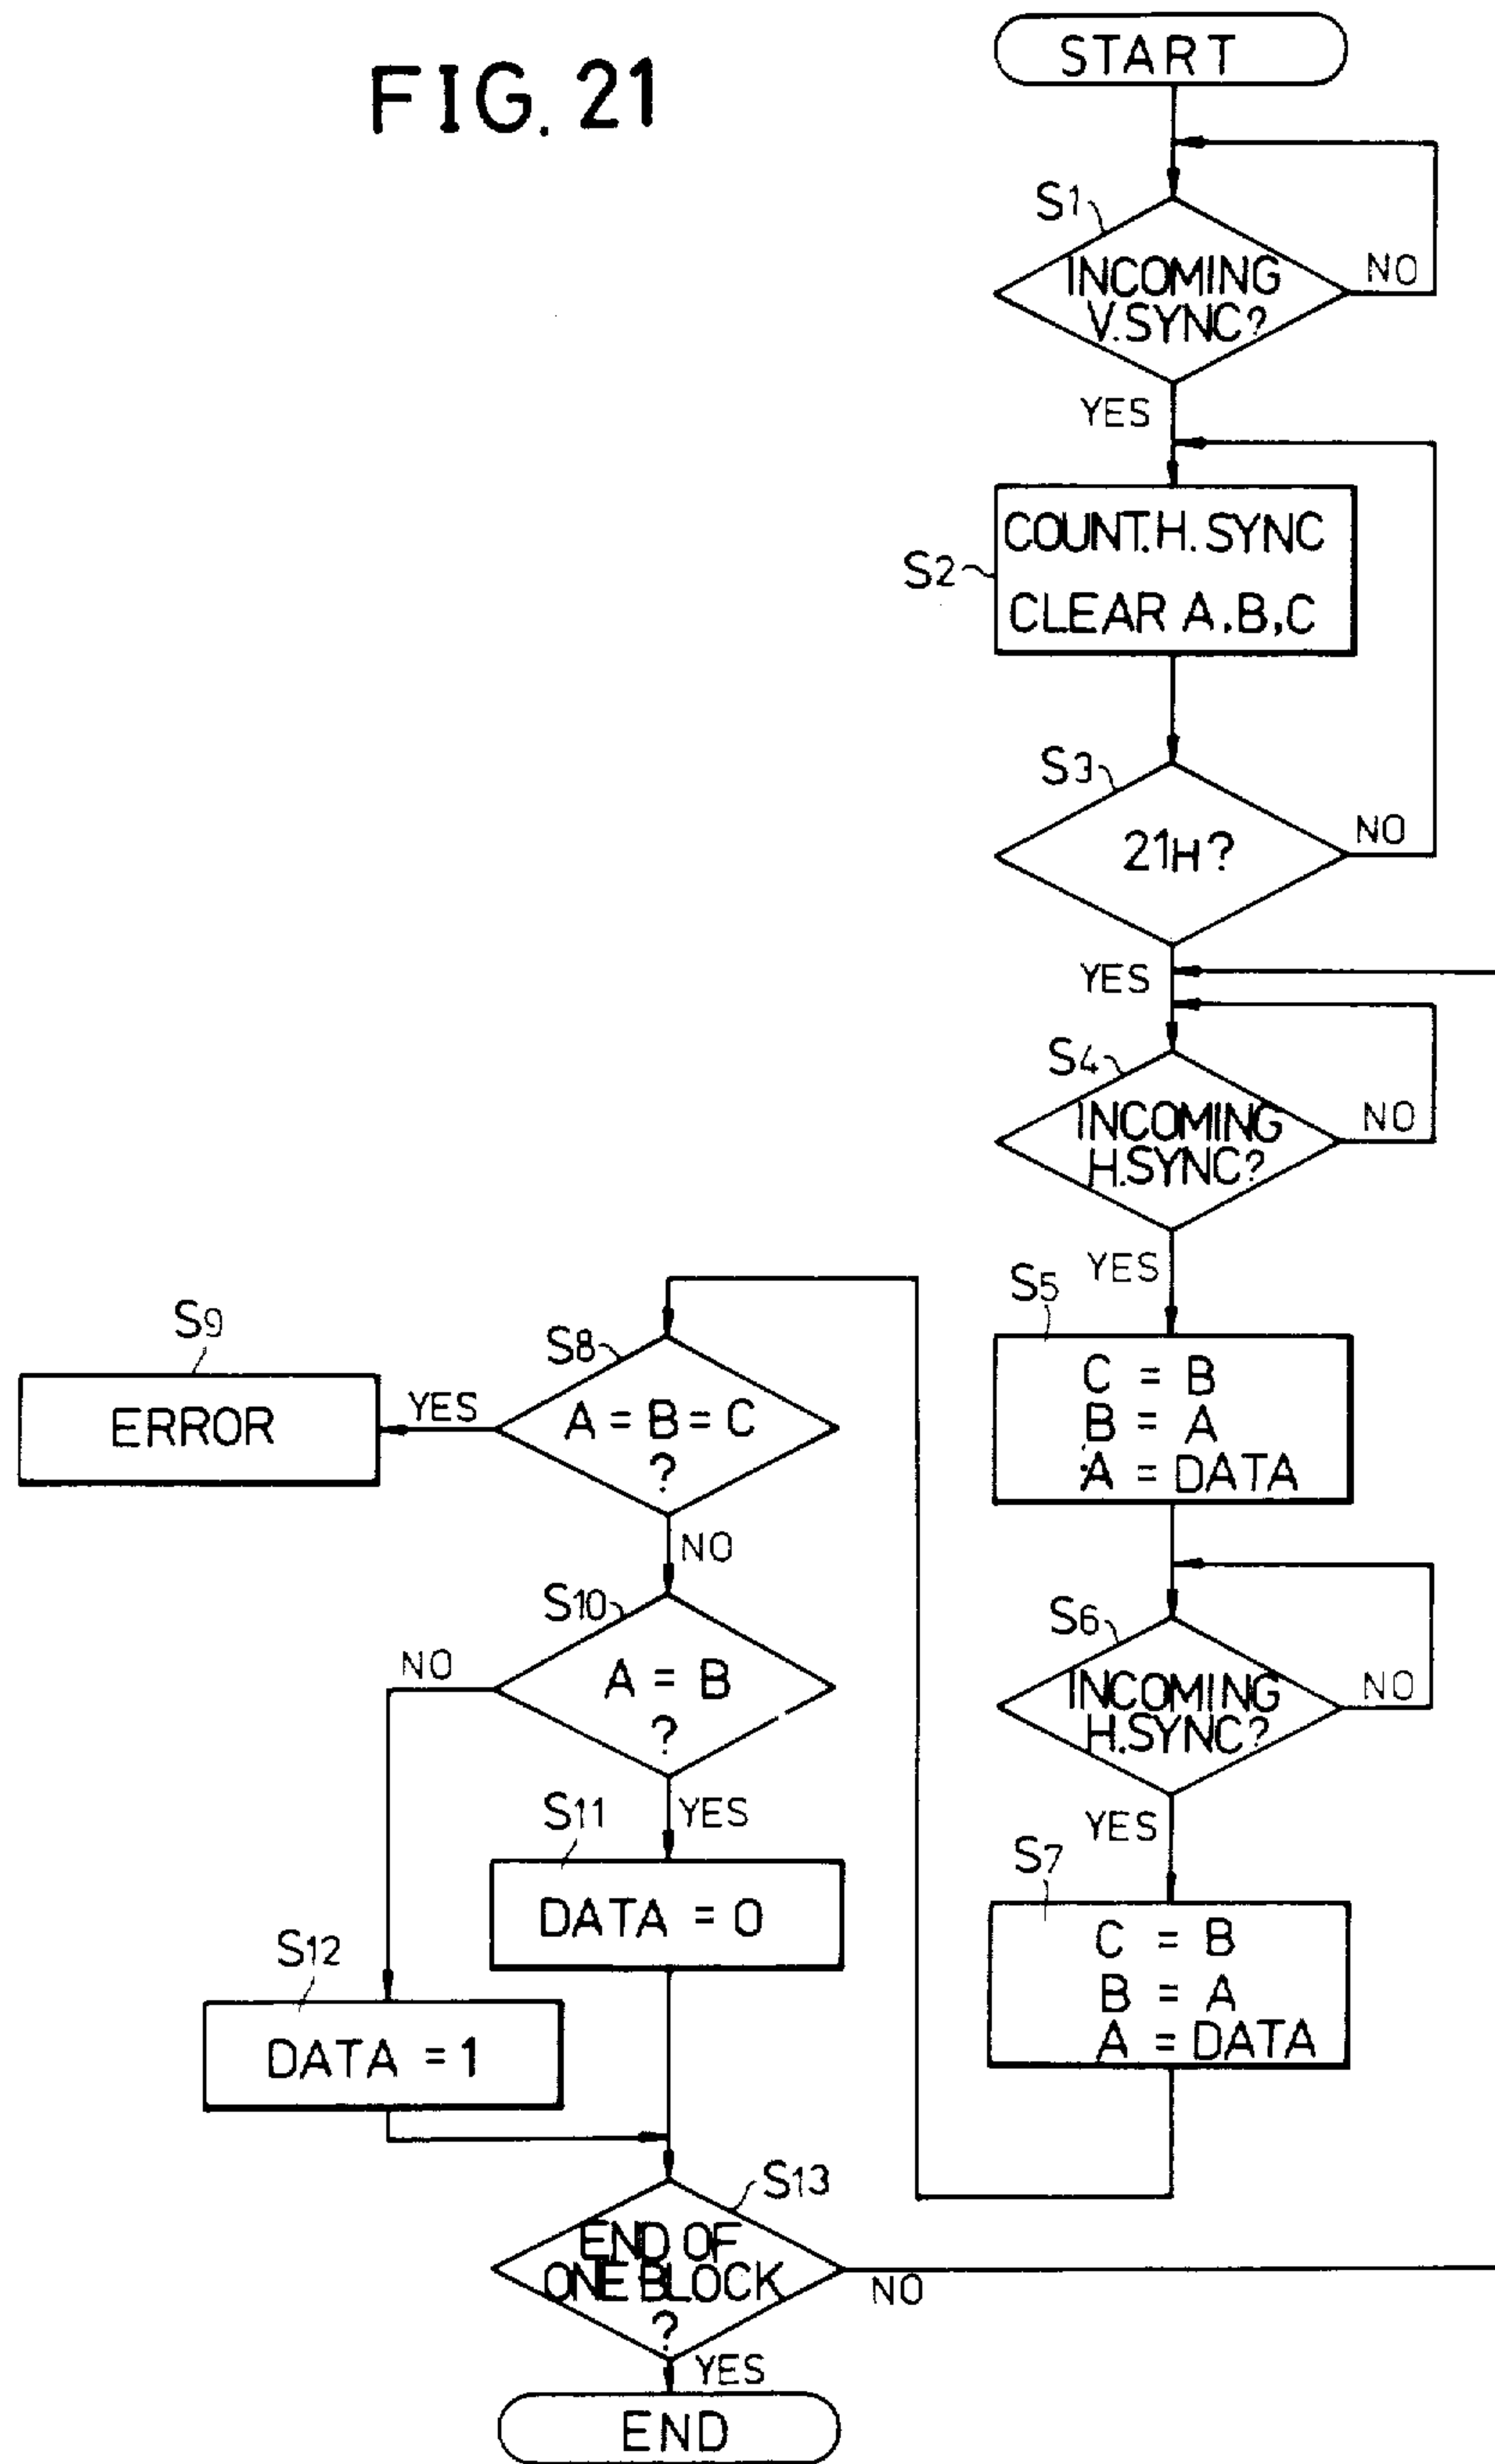 FIG. 21
START
S1
INCOMING
V.SYNC?
NO
YES
S2
COUNT.H. SYNC
CLEAR A.B,C
S3
21H?
NO
YES
S4
INCOMING
H.SYNC?
NO
YES
S5
C = B
B = A
A = DATA
S6
INCOMING
H.SYNC?
NO
YES
S7
C = B
B = A
A = DATA
S8
A = B = C
?
YES
S9
ERROR
NO
S10
A = B
?
NO
YES
S11
DATA = 0
S12
DATA = 1
S13
END OF
ONE BLOCK
?
NO
YES
END